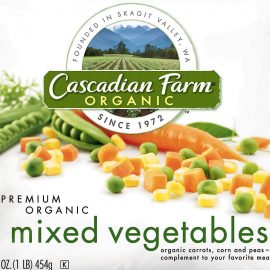 FOUNDED IN SKAGIT VALLEY, WA
Cascadian Farm
ORGANIC
SINCE 1972
PREMIUM
ORGANIC
mixed vegetables
organic carrots, corn and peas –
complement to your favorite mea
OZ. (1 LB) 454g K